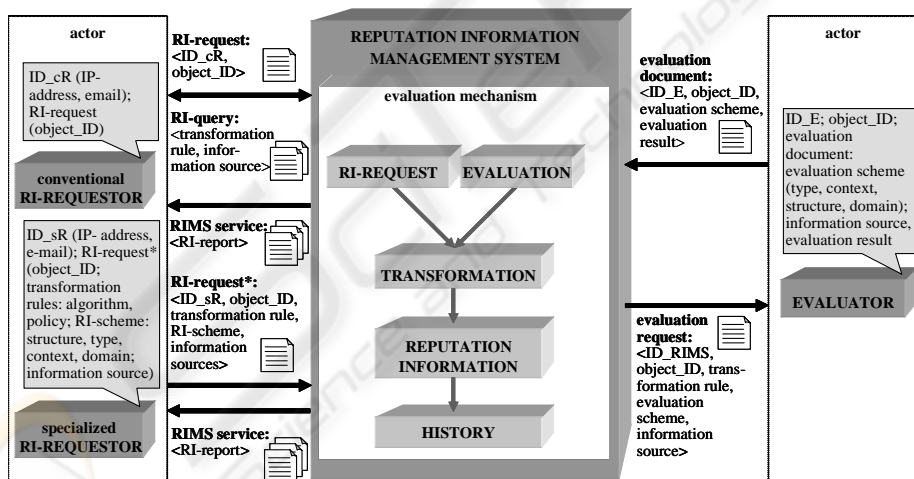 actor
ID_cR (IP-
address, email);
RI-request
(object_ID)
conventional
RI-REQUESTOR
ID_sR (IP- address,
e-mail); RI-request*
(object_ID;
transformation
rules: algorithm,
policy; RI-scheme:
structure, type,
context, domain;
information source)
specialized
RI-REQUESTOR
RI-request:
<ID_cR,
object_ID>
RI-query:
<transformation
rule, infor-
mation source>
RIMS service:
<RI-report>
RI-request*:
<ID_sR, object_ID,
transformation rule,
RI-scheme,
information
sources>
RIMS service:
<RI-report>
REPUTATION INFORMATION
MANAGEMENT SYSTEM
evaluation mechanism
RI-REQUEST
EVALUATION
TRANSFORMATION
REPUTATION
INFORMATION
HISTORY
evaluation
document:
<ID_E, object_ID,
evaluation scheme,
evaluation
result>
evaluation
request:
<ID_RIMS,
object_ID, trans-
formation rule,
evaluation
scheme,
information
source>
actor
ID_E; object_ID;
evaluation
document:
evaluation scheme
(type, context,
structure, domain);
information source,
evaluation result
EVALUATOR